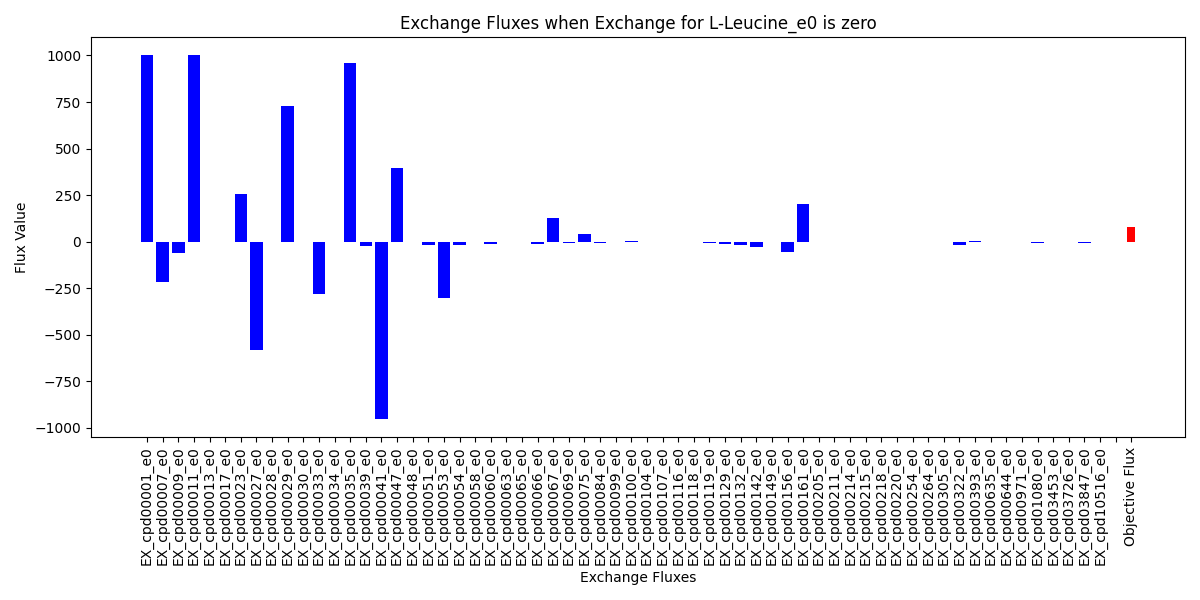 Exchange Fluxes when Exchange for L-Leucine_e0 is zero
Flux Value
1000
750
500
250
0
−250
−500
−750
−1000
EX_cpd00001_e0
EX_cpd00007_e0
EX_cpd00009_e0
EX_cpd00011_e0
EX_cpd00013_e0
EX_cpd00017_e0
EX_cpd00023_e0
EX_cpd00027_e0
EX_cpd00028_e0
EX_cpd00029_e0
EX_cpd00030_e0
EX_cpd00033_e0
EX_cpd00034_e0
EX_cpd00035_e0
EX_cpd00039_e0
EX_cpd00041_e0
EX_cpd00047_e0
EX_cpd00048_e0
EX_cpd00051_e0
EX_cpd00053_e0
EX_cpd00054_e0
EX_cpd00058_e0
EX_cpd00060_e0
EX_cpd00063_e0
EX_cpd00065_e0
EX_cpd00066_e0
EX_cpd00067_e0
EX_cpd00069_e0
EX_cpd00075_e0
EX_cpd00084_e0
EX_cpd00099_e0
EX_cpd00100_e0
EX_cpd00104_e0
EX_cpd00107_e0
EX_cpd00116_e0
EX_cpd00118_e0
EX_cpd00119_e0
EX_cpd00129_e0
EX_cpd00132_e0
EX_cpd00142_e0
EX_cpd00149_e0
EX_cpd00156_e0
EX_cpd00161_e0
EX_cpd00205_e0
EX_cpd00211_e0
EX_cpd00214_e0
EX_cpd00215_e0
EX_cpd00218_e0
EX_cpd00220_e0
EX_cpd00254_e0
EX_cpd00264_e0
EX_cpd00305_e0
EX_cpd00322_e0
EX_cpd00393_e0
EX_cpd00635_e0
EX_cpd00644_e0
EX_cpd00971_e0
EX_cpd01080_e0
EX_cpd03453_e0
EX_cpd03726_e0
EX_cpd03847_e0
EX_cpd10516_e0
Objective Flux
Exchange Fluxes